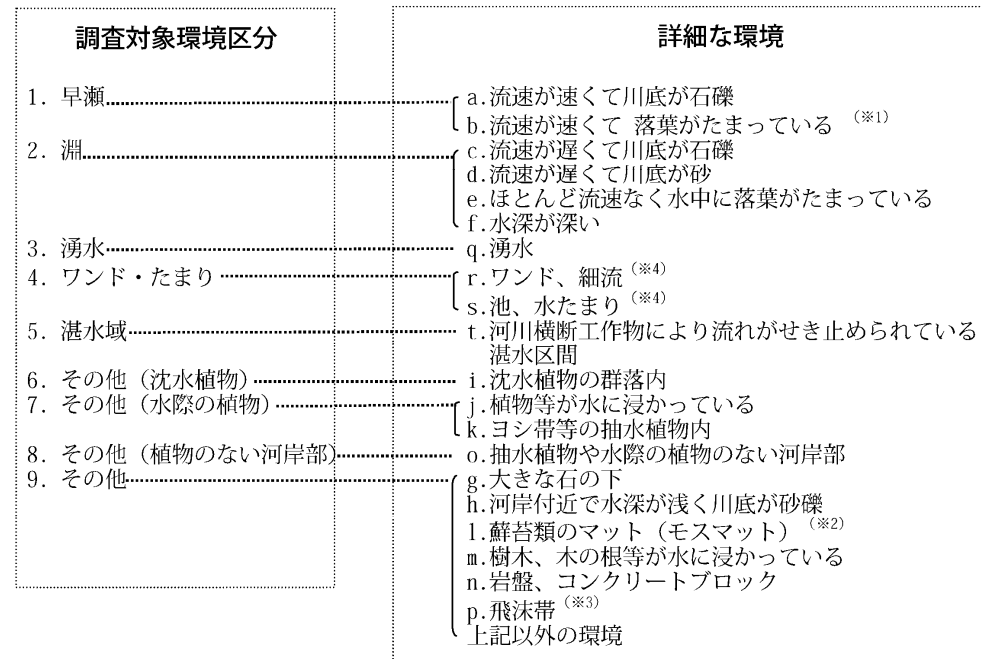 調査対象環境区分
詳細な環境
1. 早瀬
a.流速が速くて川底が石礫
b.流速が速くて 落葉がたまっている (※1)
2. 淵
c.流速が遅くて川底が石礫
d.流速が遅くて川底が砂
e.ほとんど流速なく水中に落葉がたまっている
f.水深が深い
3. 湧水
q.湧水
4. ワンド・たまり
r.ワンド、細流(※4)
s.池、水たまり(※4)
5. 湛水域
t.河川横断工作物により流れがせき止められている
湛水区間
6. その他（沈水植物）
i.沈水植物の群落内
7. その他（水際の植物）
j.植物等が水に浸かっている
k.ヨシ帯等の抽水植物内
8. その他（植物のない河岸部）
o.抽水植物や水際の植物のない河岸部
9. その他
g.大きな石の下
h.河岸付近で水深が浅く川底が砂礫
l.蘚苔類のマット（モスマット）(※2)
m.樹木、木の根等が水に浸かっている
n.岩盤、コンクリートブロック
p.飛沫帯(※3)
上記以外の環境